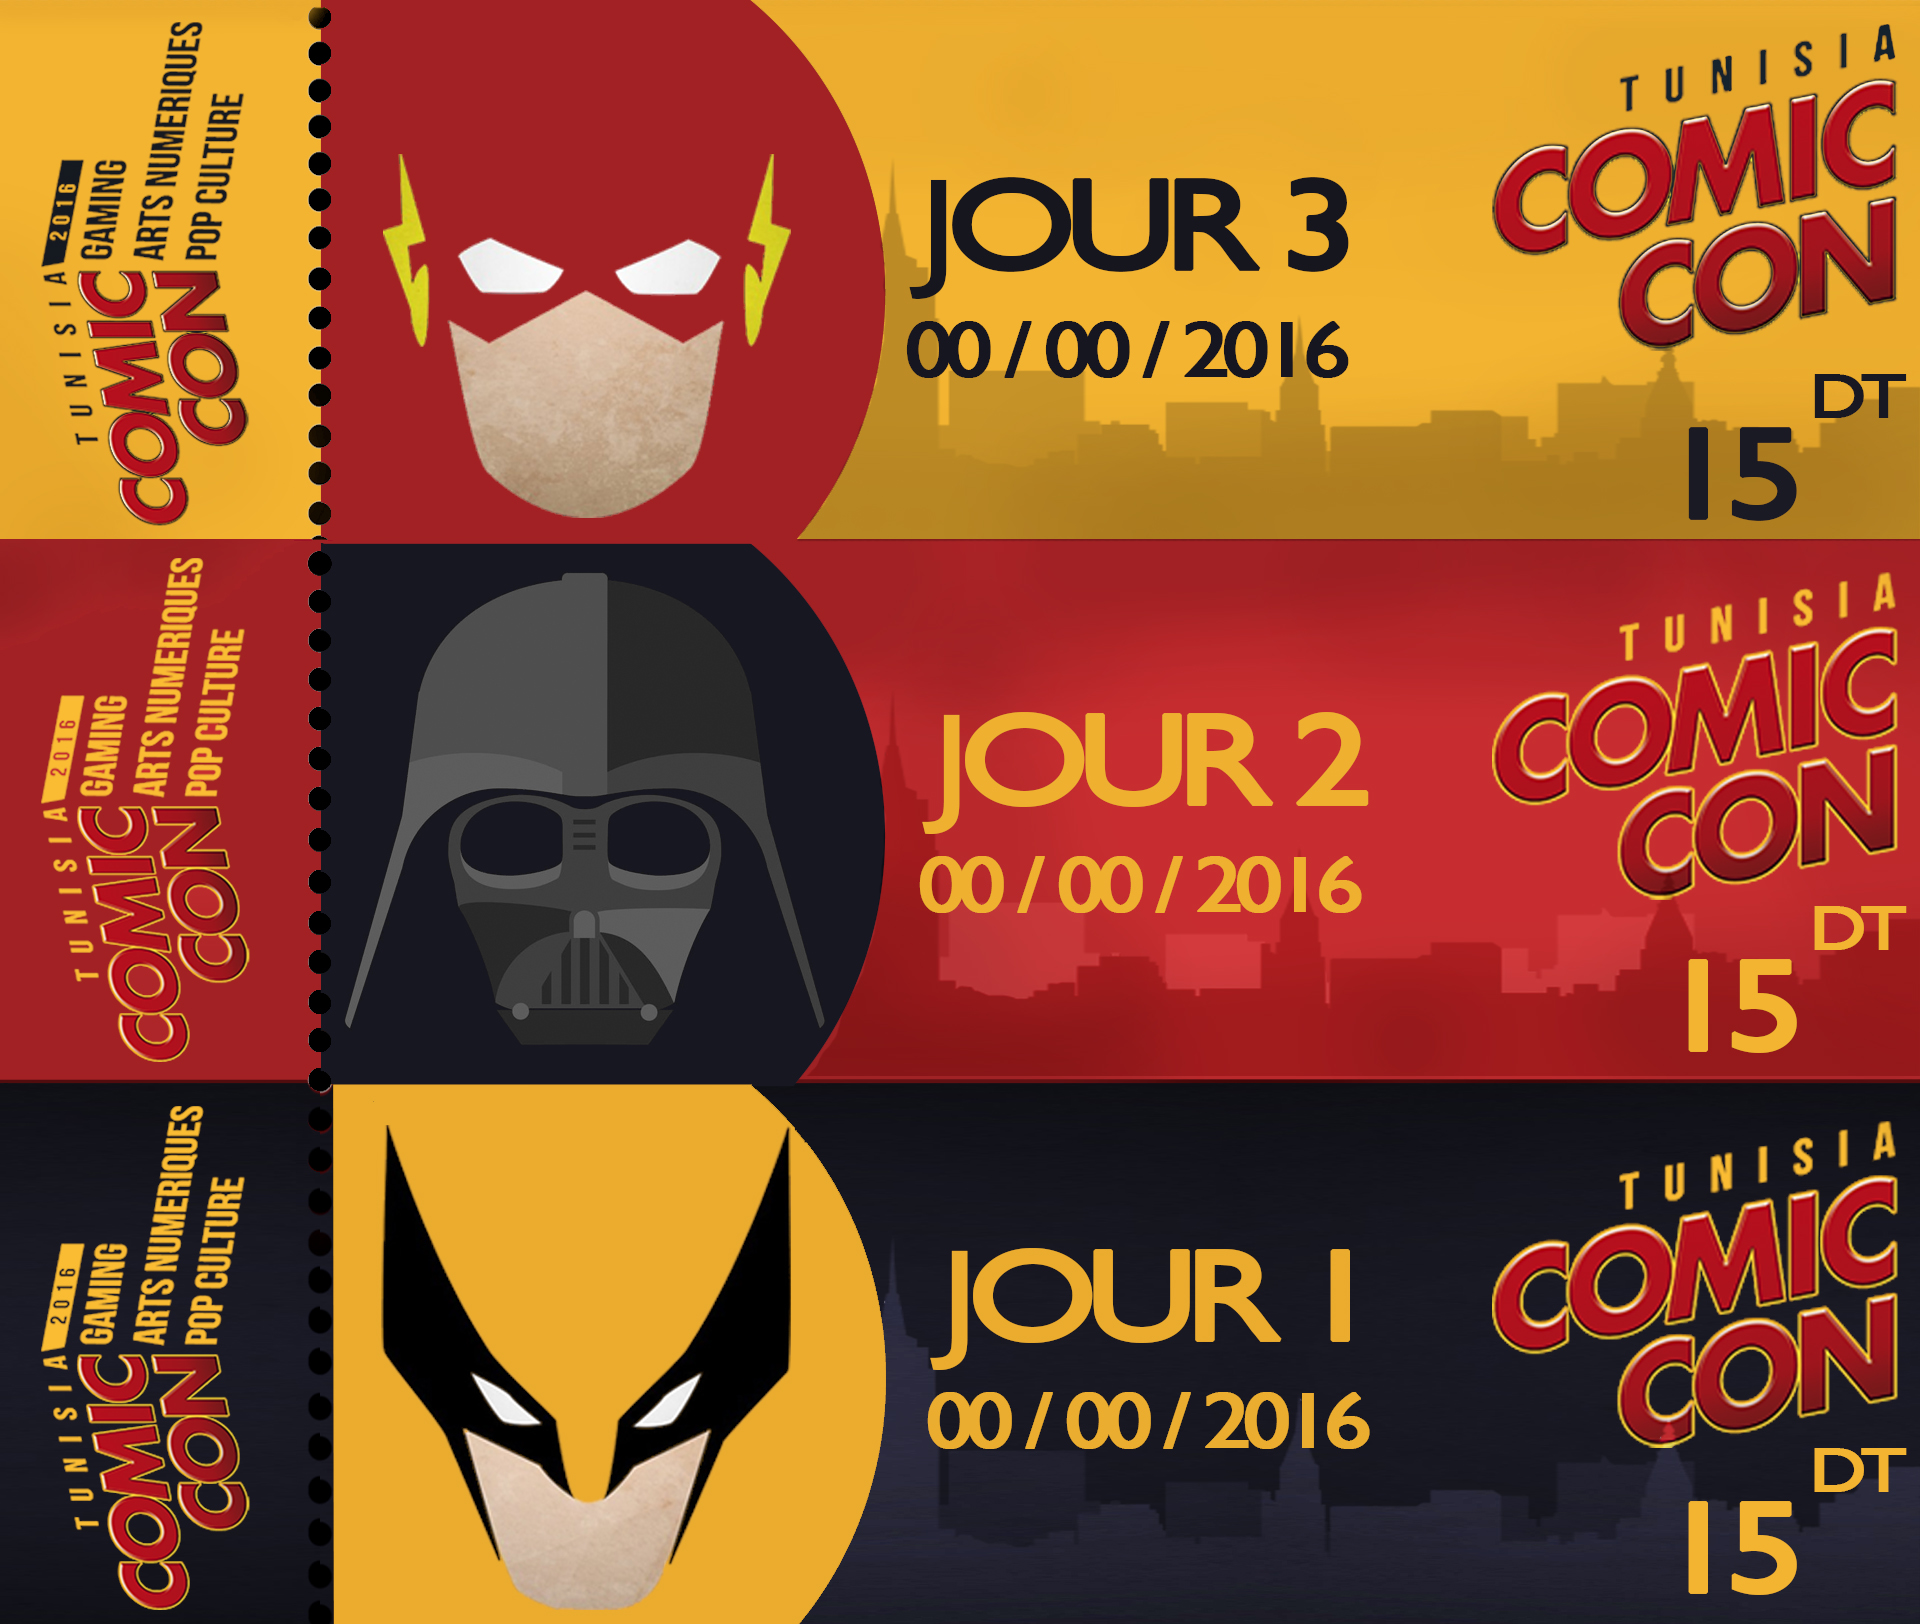 TUNISIA 2016
COMIC GAMING
CON ARTS NUMERIQUES
POP CULTURE
JOUR 3
00 / 00 / 2016
TUNISIA
COMIC
CON
15 DT
TUNISIA 2016
COMIC GAMING
CON ARTS NUMERIQUES
POP CULTURE
JOUR 2
00 / 00 / 2016
TUNISIA
COMIC
CON
15 DT
TUNISIA 2016
COMIC GAMING
CON ARTS NUMERIQUES
POP CULTURE
JOUR 1
00 / 00 / 2016
TUNISIA
COMIC
CON
15 DT